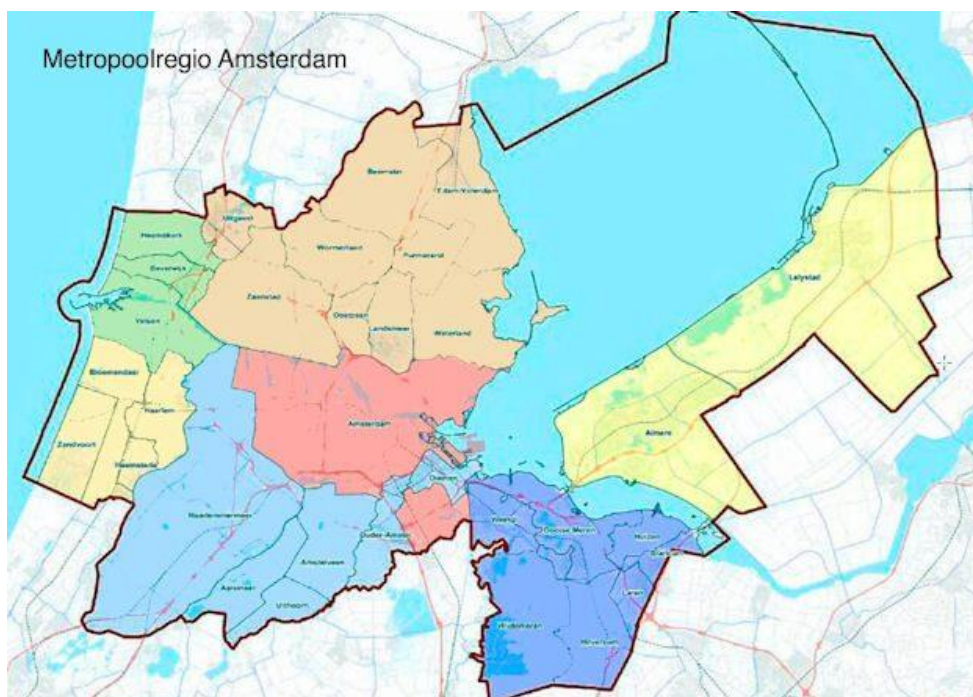 Metropoolregio Amsterdam
Beemster
Edam-Volendam
Uitgeest
Heemskerk
Wormerland
Purmerend
Beverwijk
Zaanstad
Lelystad
Velsen
Oostzaan
Landsmeer
Waterland
Bloemendaal
Haarlem
Amsterdam
Almere
Zandvoort
Heemstede
Diemen
Haarlemmermeer
Weesp
Gooise Meren
Huizen
Ouder-Amstel
Blaricum
Amstelveen
Aalsmeer
Laren
Uithoorn
Wijdemeren
Hilversum